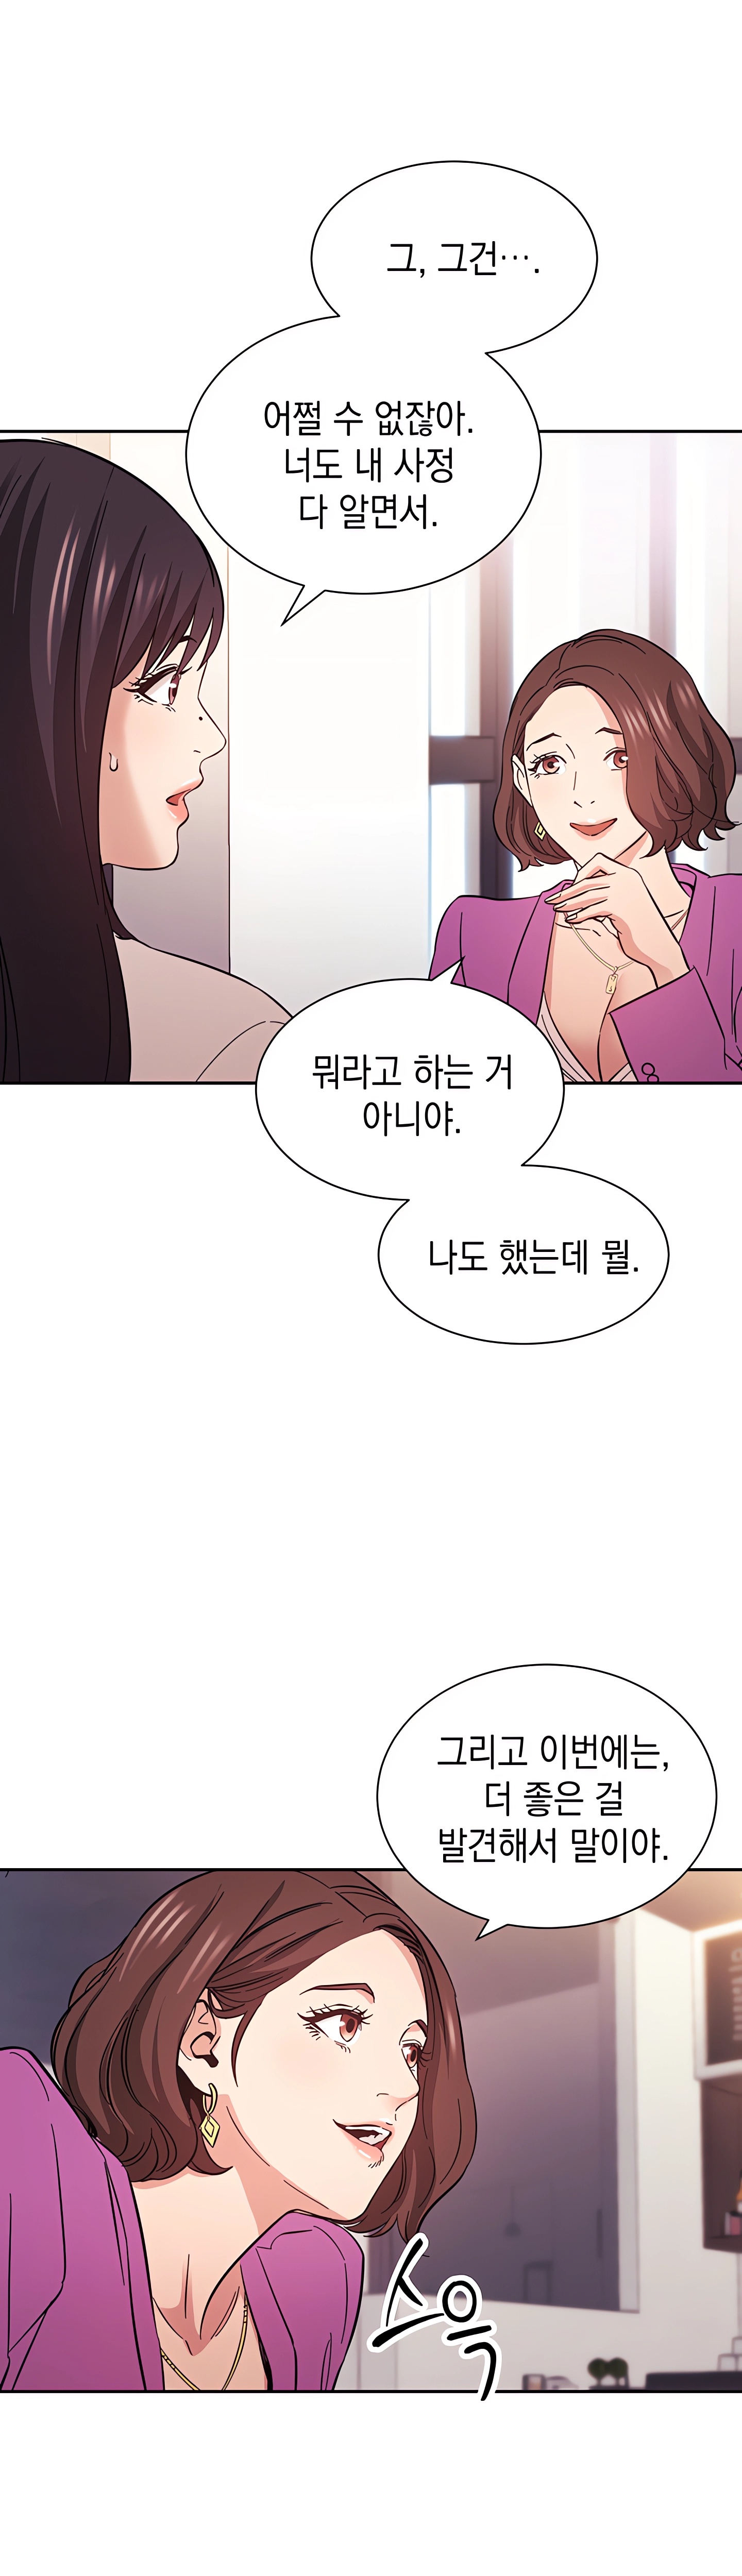 그, 그건….
어쩔 수 없잖아.
너도 내 사정
다 알면서.
뭐라고 하는 거
아니야.
나도 했는데 뭘.
그리고 이번에는,
더 좋은 걸
발견해서 말이야.
스윽